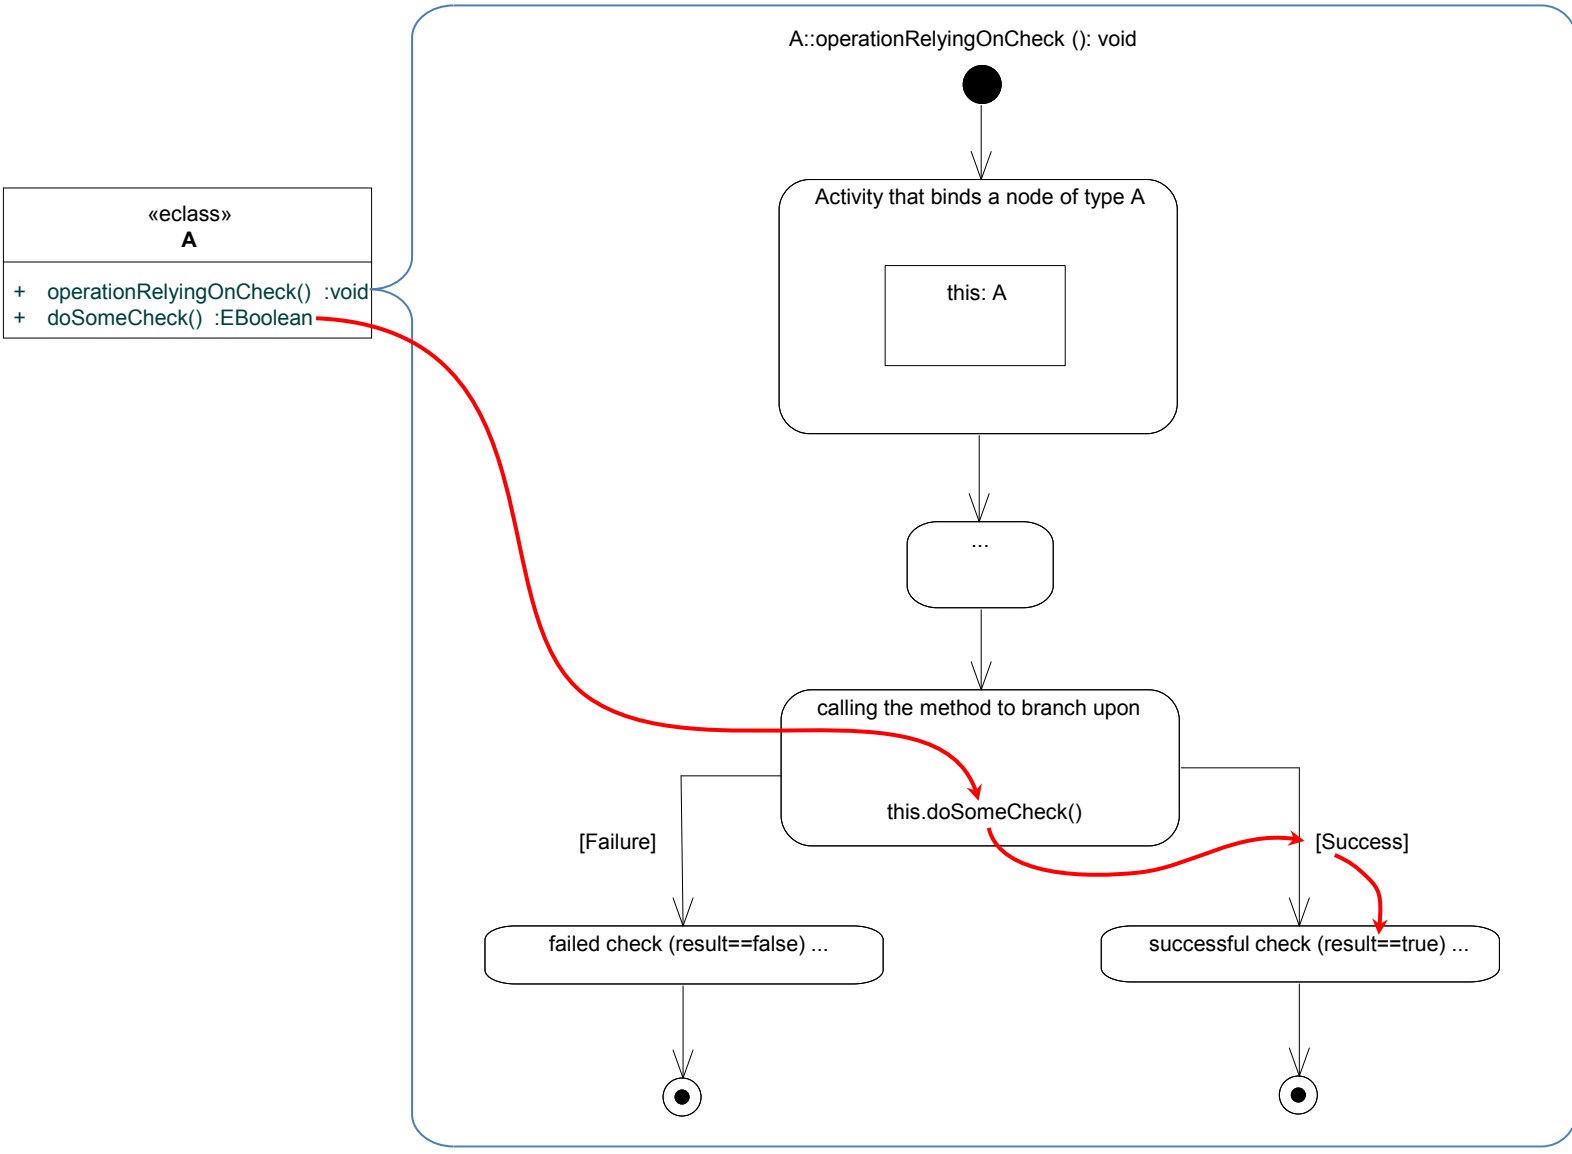 A::operationRelyingOnCheck (): void
Activity that binds a node of type A
this: A
«eclass»
A
+ operationRelyingOnCheck() :void
+ doSomeCheck() :EBoolean
...
calling the method to branch upon
this.doSomeCheck()
[Failure]
[Success]
failed check (result==false) ...
successful check (result==true) ...